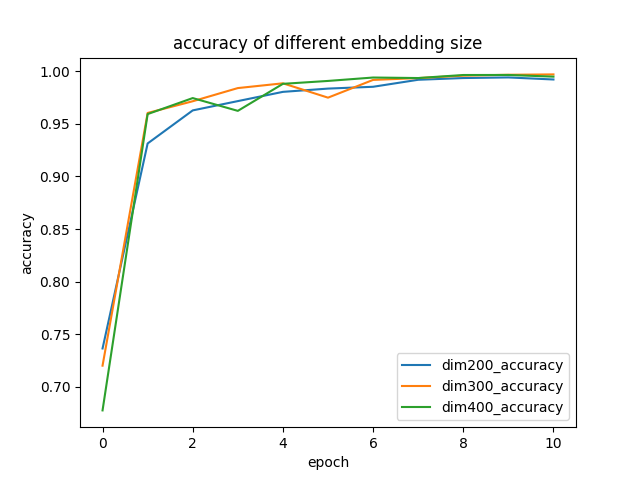 accuracy of different embedding size
accuracy
1.00
0.95
0.90
0.85
0.80
0.75
0.70
dim200_accuracy
dim300_accuracy
dim400_accuracy
0 2 4 6 8 10
epoch